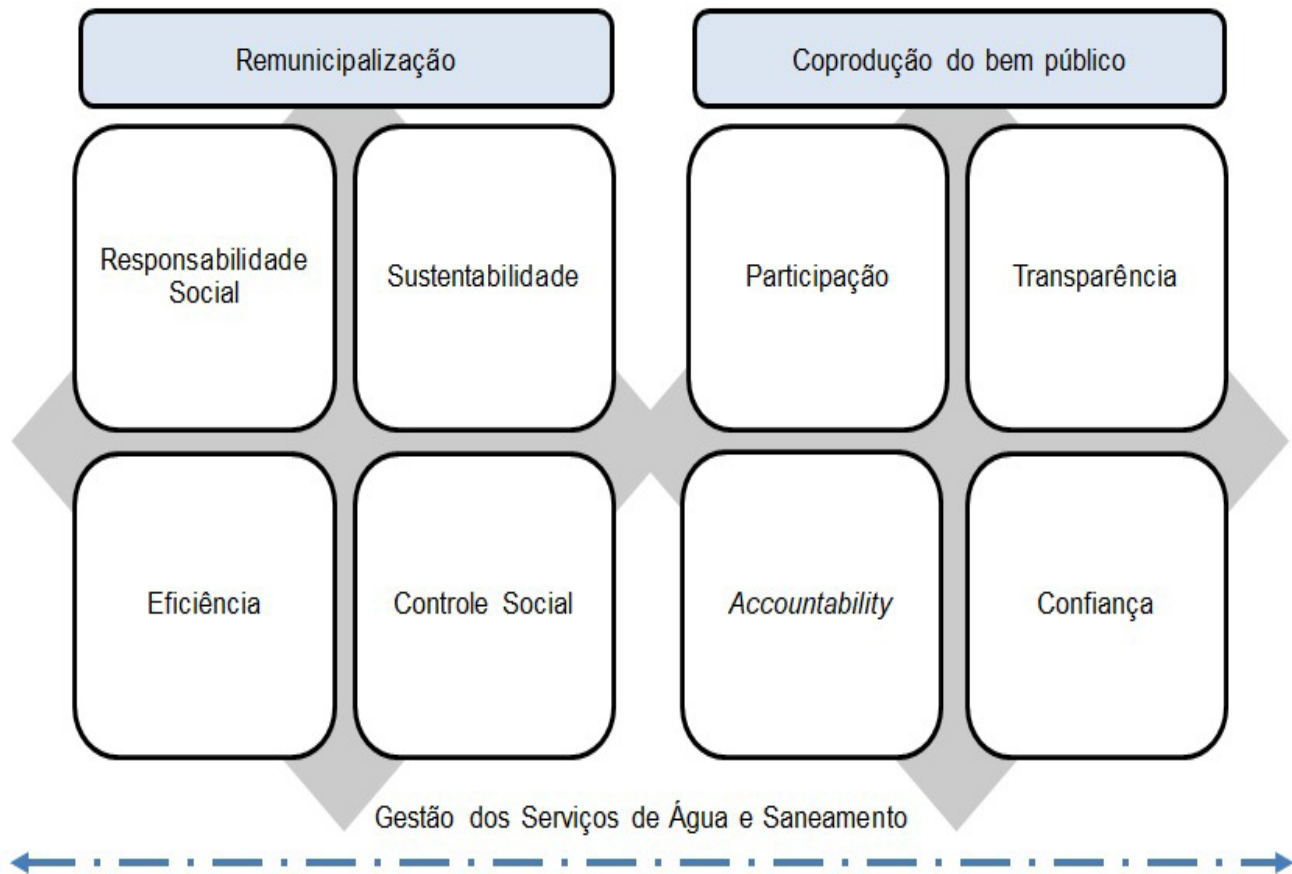 Remunicipalização
Coprodução do bem público
Responsabilidade
Social
Sustentabilidade
Participação
Transparência
Eficiência
Controle Social
Accountability
Confiança
Gestão dos Serviços de Água e Saneamento